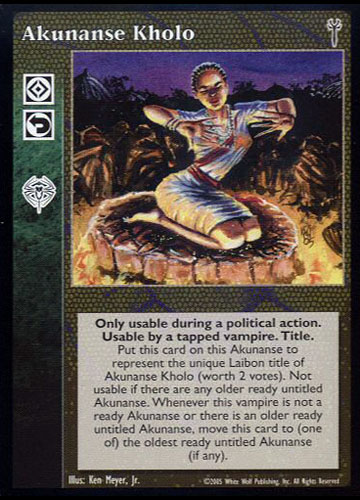 Akunanse Kholo
Only usable during a political action.
Usable by a tapped vampire. Title.
Put this card on this Akunanse to
represent the unique Laibon title of
Akunanse Kholo (worth 2 votes). Not
usable if there are any older ready untitled
Akunanse. Whenever this vampire is not a
ready Akunanse or there is an older ready
untitled Akunanse, move this card to (one
of) the oldest ready untitled Akunanse
(if any).
Illus: Ken Meyer, Jr.
©2005 White Wolf Publishing, Inc. All Rights Reserved